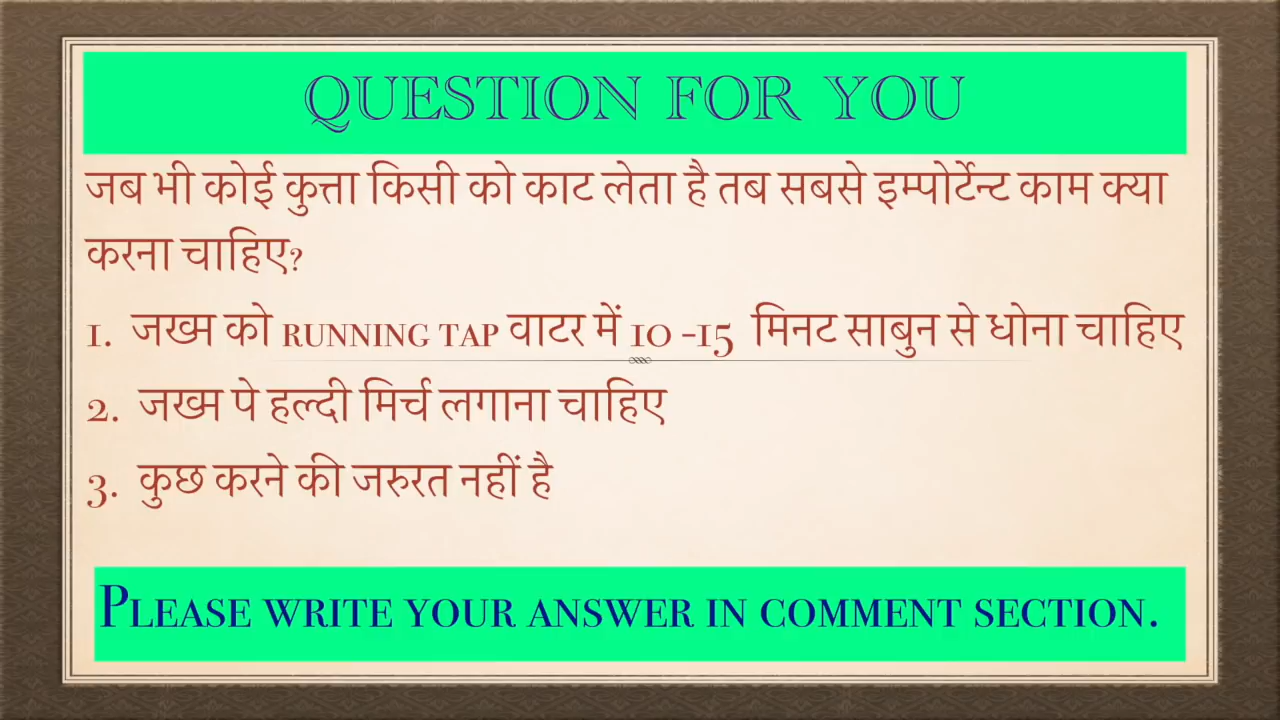 QUESTION FOR YOU
जब भी कोई कुत्ता किसी को काट लेता है तब सबसे इम्पोर्टेन्ट काम क्या
करना चाहिए?
1. जख्म को RUNNING TAP वाटर में 10 -15 मिनट साबुन से धोना चाहिए
2. जख्म पे हल्दी मिर्च लगाना चाहिए
3. कुछ करने की जरुरत नहीं है
PLEASE WRITE YOUR ANSWER IN COMMENT SECTION.